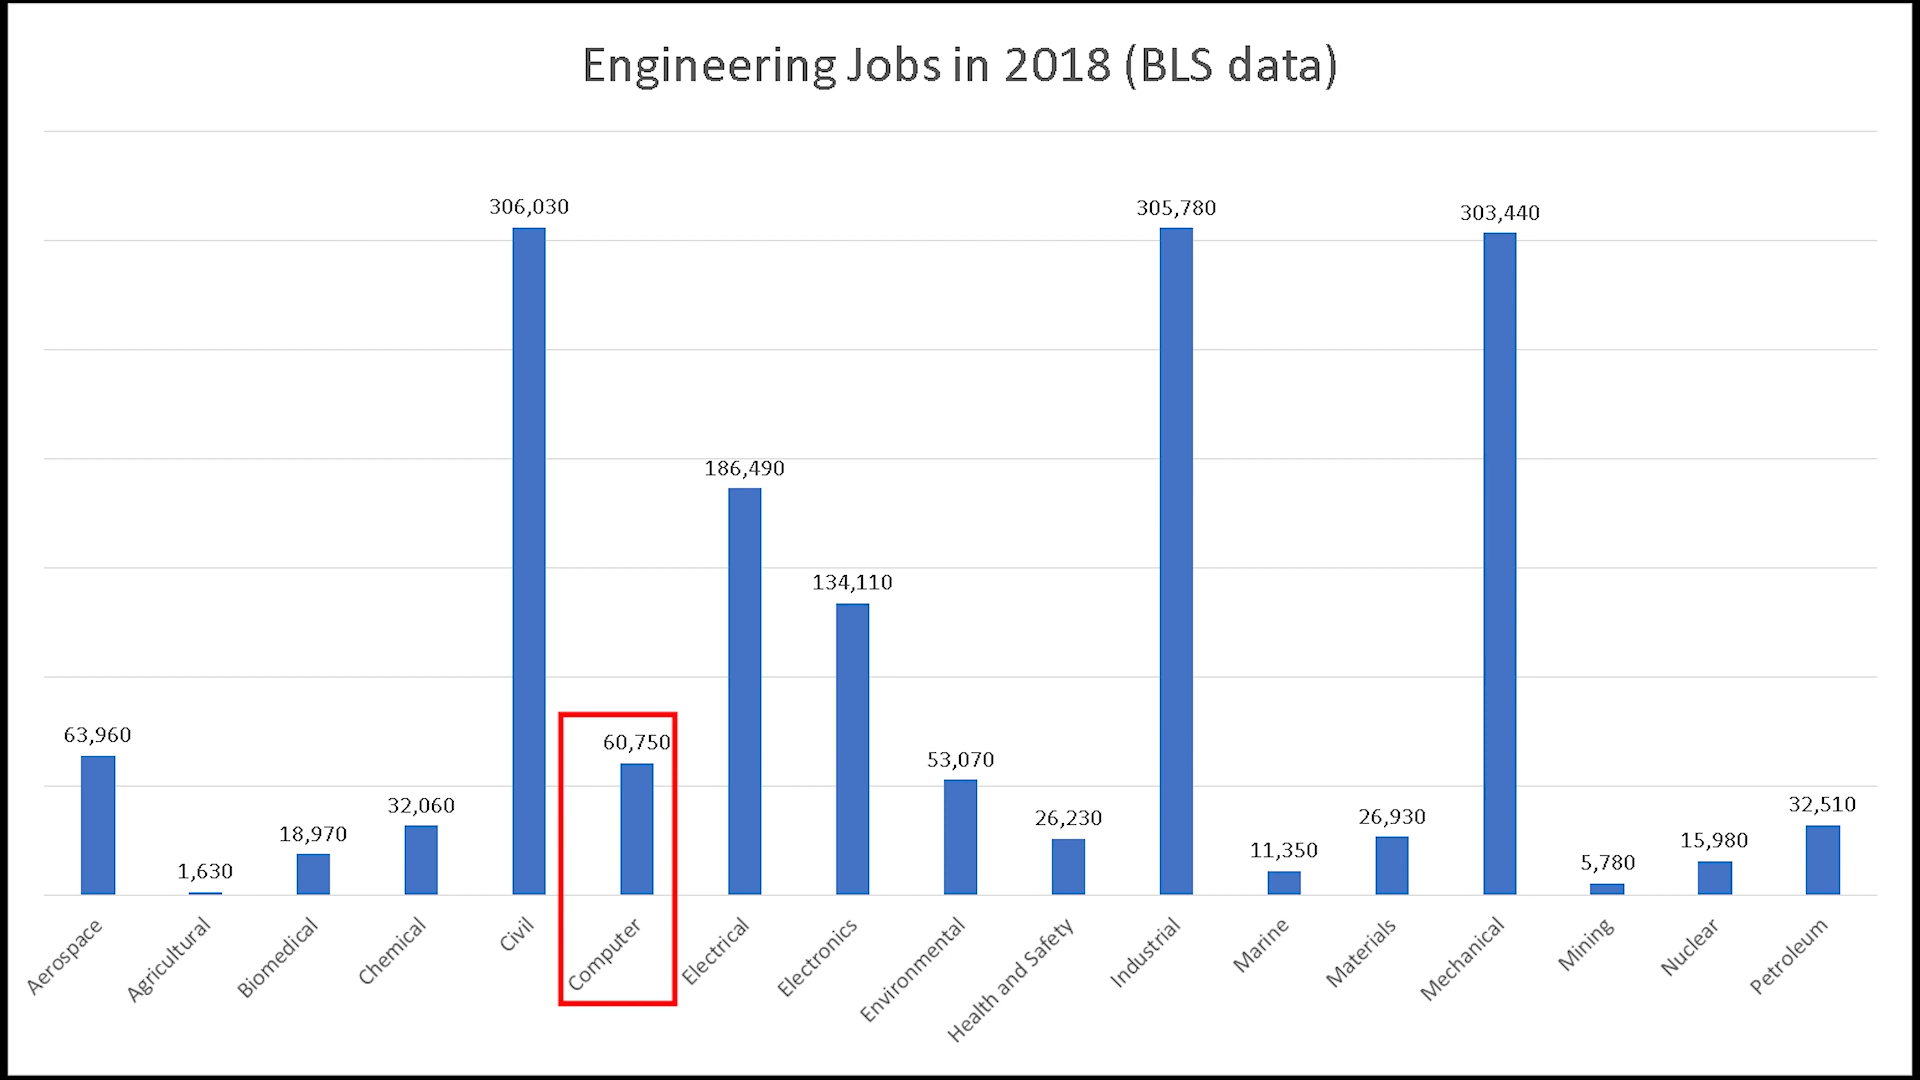 Engineering Jobs in 2018 (BLS data)
306,030
305,780
303,440
186,490
134,110
63,960
60,750
53,070
32,060
32,510
18,970
26,230
26,930
1,630
11,350
5,780
15,980
Aerospace
Agricultural
Biomedical
Chemical
Civil
Computer
Electrical
Electronics
Environmental
Health and Safety
Industrial
Marine
Materials
Mechanical
Mining
Nuclear
Petroleum